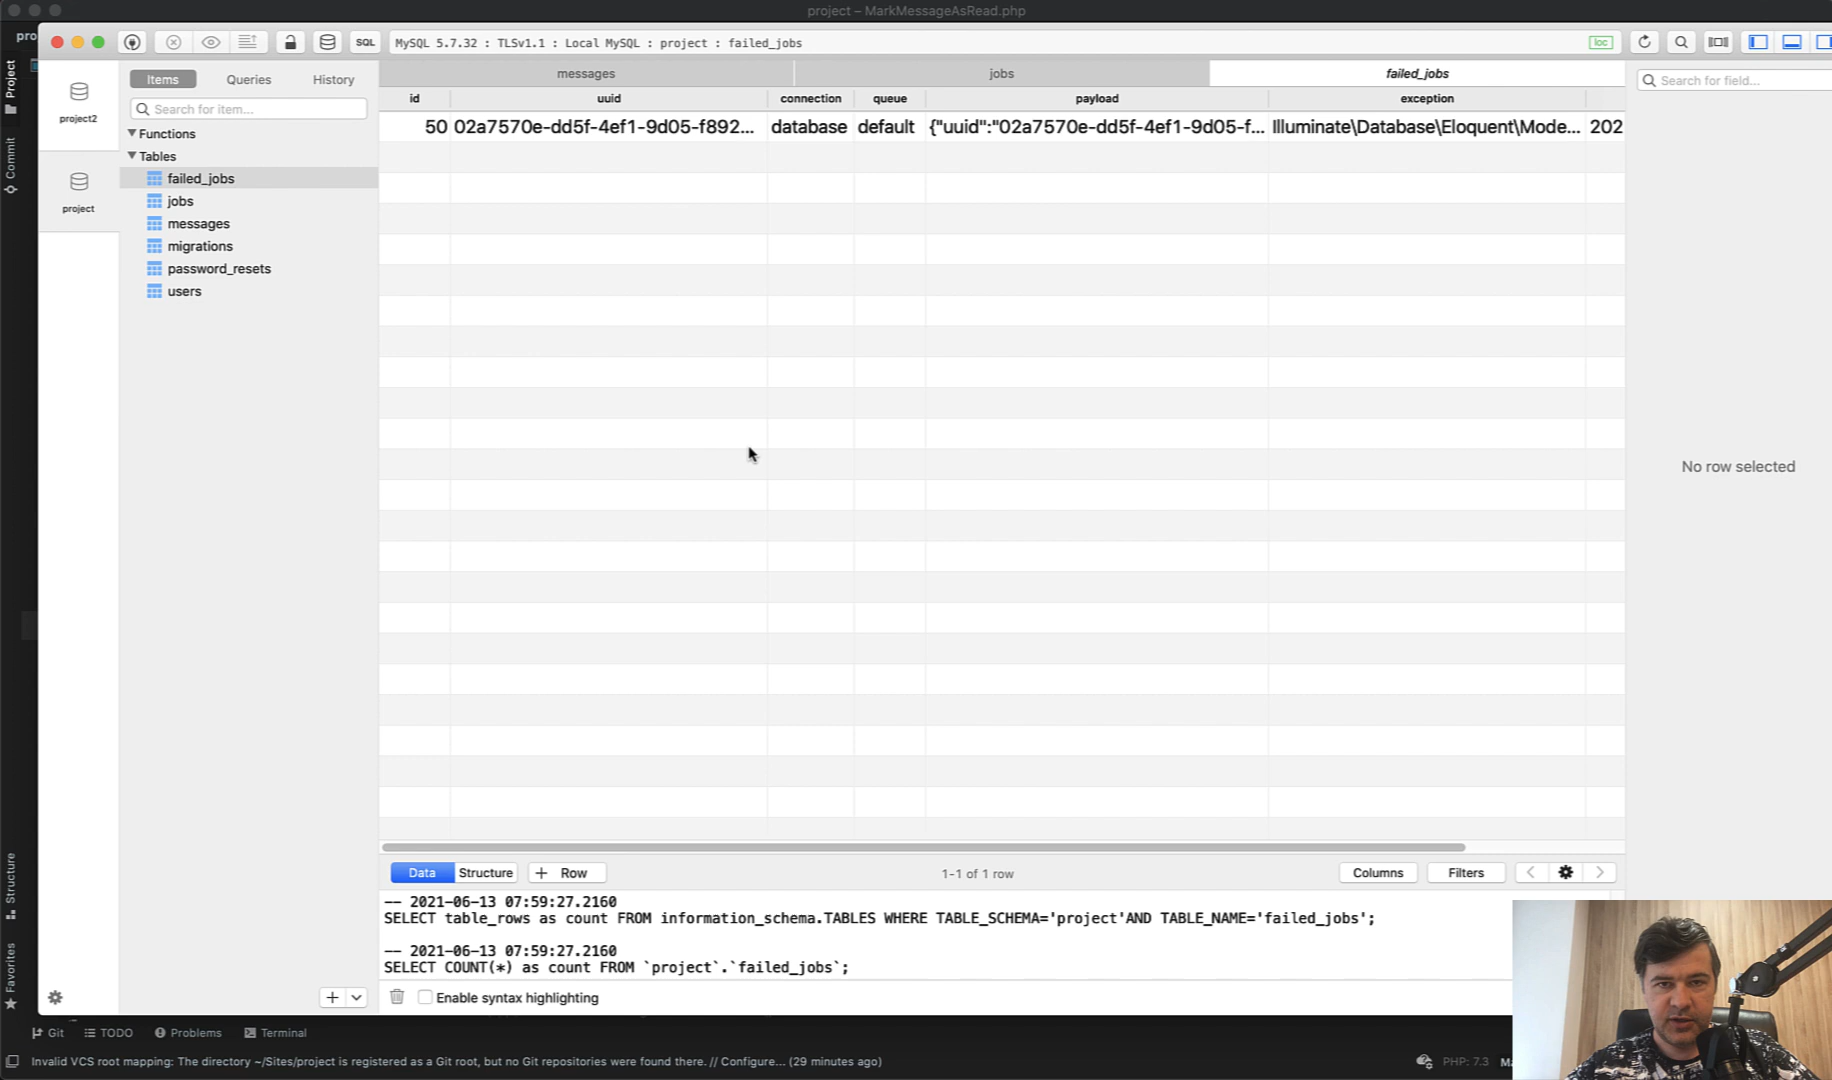 project – MarkMessageAsRead.php
pro
SQL
MySQL 5.7.32 : TLSv1.1 : Local MySQL : project : failed_jobs
loc
Project
Commit
Structure
Favorites
project2
project
Items
Queries
History
Search for item...
Functions
Tables
failed_jobs
jobs
messages
migrations
password_resets
users
messages
jobs
failed_jobs
id
uuid
connection
queue
payload
exception
50
02a7570e-dd5f-4ef1-9d05-f892...
database
default
{"uuid":"02a7570e-dd5f-4ef1-9d05-f...
Illuminate\Database\Eloquent\Mode...
202
Search for field...
No row selected
Data
Structure
+ Row
1-1 of 1 row
Columns
Filters
-- 2021-06-13 07:59:27.2160
SELECT table_rows as count FROM information_schema.TABLES WHERE TABLE_SCHEMA='project'AND TABLE_NAME='failed_jobs';
-- 2021-06-13 07:59:27.2160
SELECT COUNT(*) as count FROM `project`.`failed_jobs`;
Enable syntax highlighting
Git
TODO
Problems
Terminal
Invalid VCS root mapping: The directory ~/Sites/project is registered as a Git root, but no Git repositories were found there. // Configure... (29 minutes ago)
PHP: 7.3